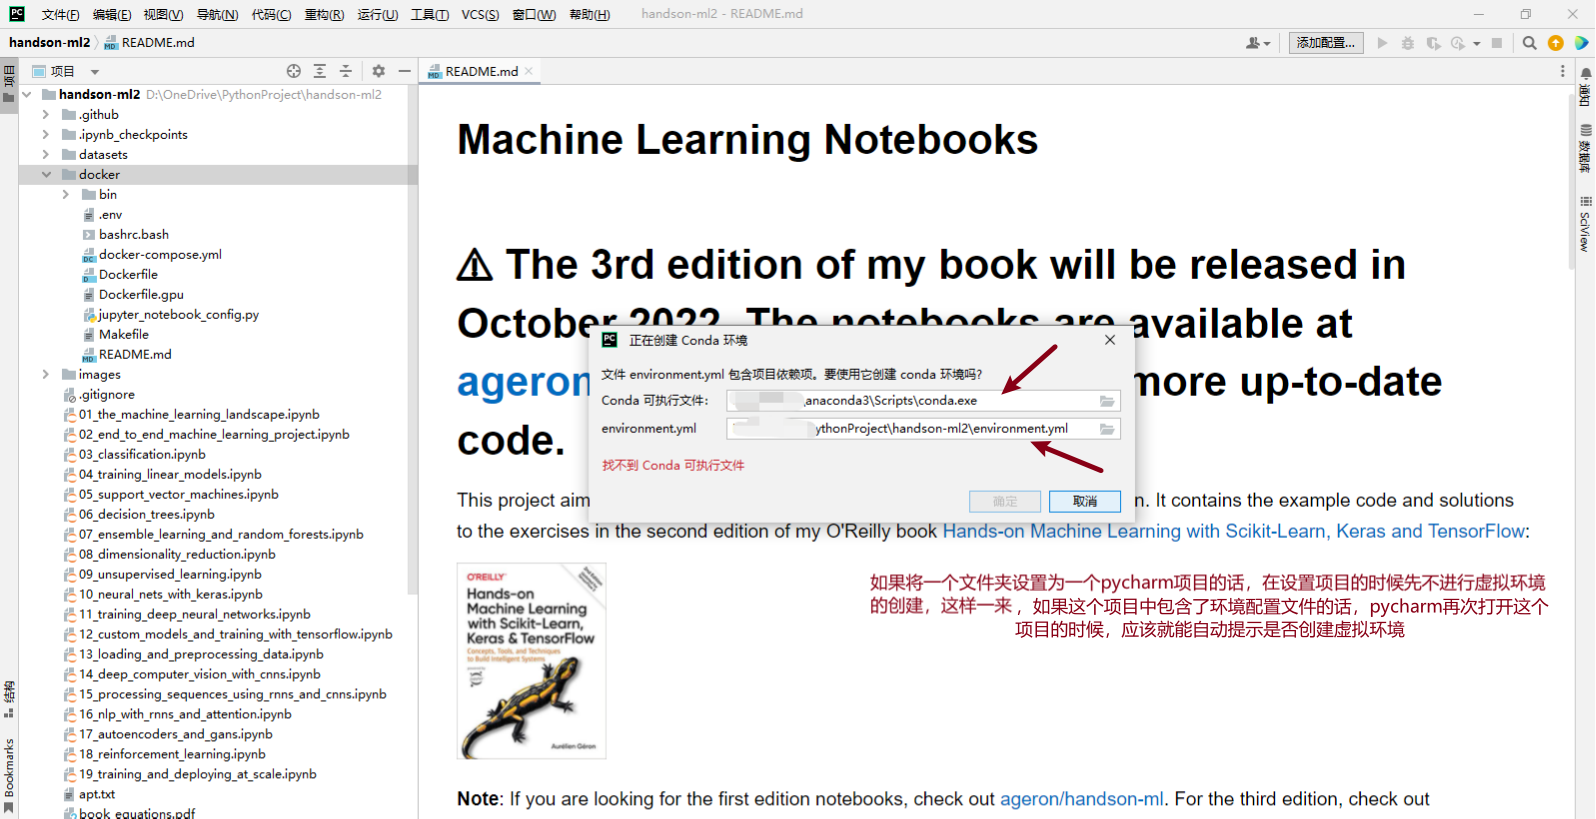 文件(F) 编辑(E) 视图(V) 导航(N) 代码(C) 重构(R) 运行(U) 工具(T) VCS(S) 窗口(W) 帮助(H) handson-ml2 - README.md
handson-ml2 README.md 添加配置...
项目
README.md
handson-ml2 D:\OneDrive\PythonProject\handson-ml2
.github
.ipynb_checkpoints
datasets
docker
bin
.env
bashrc.bash
docker-compose.yml
Dockerfile
Dockerfile.gpu
jupyter_notebook_config.py
Makefile
README.md
images
.gitignore
01_the_machine_learning_landscape.ipynb
02_end_to_end_machine_learning_project.ipynb
03_classification.ipynb
04_training_linear_models.ipynb
05_support_vector_machines.ipynb
06_decision_trees.ipynb
07_ensemble_learning_and_random_forests.ipynb
08_dimensionality_reduction.ipynb
09_unsupervised_learning.ipynb
10_neural_nets_with_keras.ipynb
11_training_deep_neural_networks.ipynb
12_custom_models_and_training_with_tensorflow.ipynb
13_loading_and_preprocessing_data.ipynb
14_deep_computer_vision_with_cnns.ipynb
15_processing_sequences_using_rnns_and_cnns.ipynb
16_nlp_with_rnns_and_attention.ipynb
17_autoencoders_and_gans.ipynb
18_reinforcement_learning.ipynb
19_training_and_deploying_at_scale.ipynb
apt.txt
book_equations.pdf
项目
结构
Bookmarks
Machine Learning Notebooks
⚠ The 3rd edition of my book will be released in
October 2022. The notebooks are available at
ageron more up-to-date
code.
正在创建 Conda 环境
文件 environment.yml 包含项目依赖项。要使用它创建 conda 环境吗?
Conda 可执行文件: \anaconda3\Scripts\conda.exe
environment.yml ythonProject\handson-ml2\environment.yml
找不到 Conda 可执行文件
确定 取消
This project aim n. It contains the example code and solutions
to the exercises in the second edition of my O'Reilly book Hands-on Machine Learning with Scikit-Learn, Keras and TensorFlow:
O'REILLY
Hands-on
Machine Learning
with Scikit-Learn,
Keras & TensorFlow
Concepts, Tools, and Techniques
to Build Intelligent Systems
Aurélien Géron
如果将一个文件夹设置为一个pycharm项目的话，在设置项目的时候先不进行虚拟环境
的创建，这样一来，如果这个项目中包含了环境配置文件的话，pycharm再次打开这个
项目的时候，应该就能自动提示是否创建虚拟环境
Note: If you are looking for the first edition notebooks, check out ageron/handson-ml. For the third edition, check out
通知
数据库
SciView